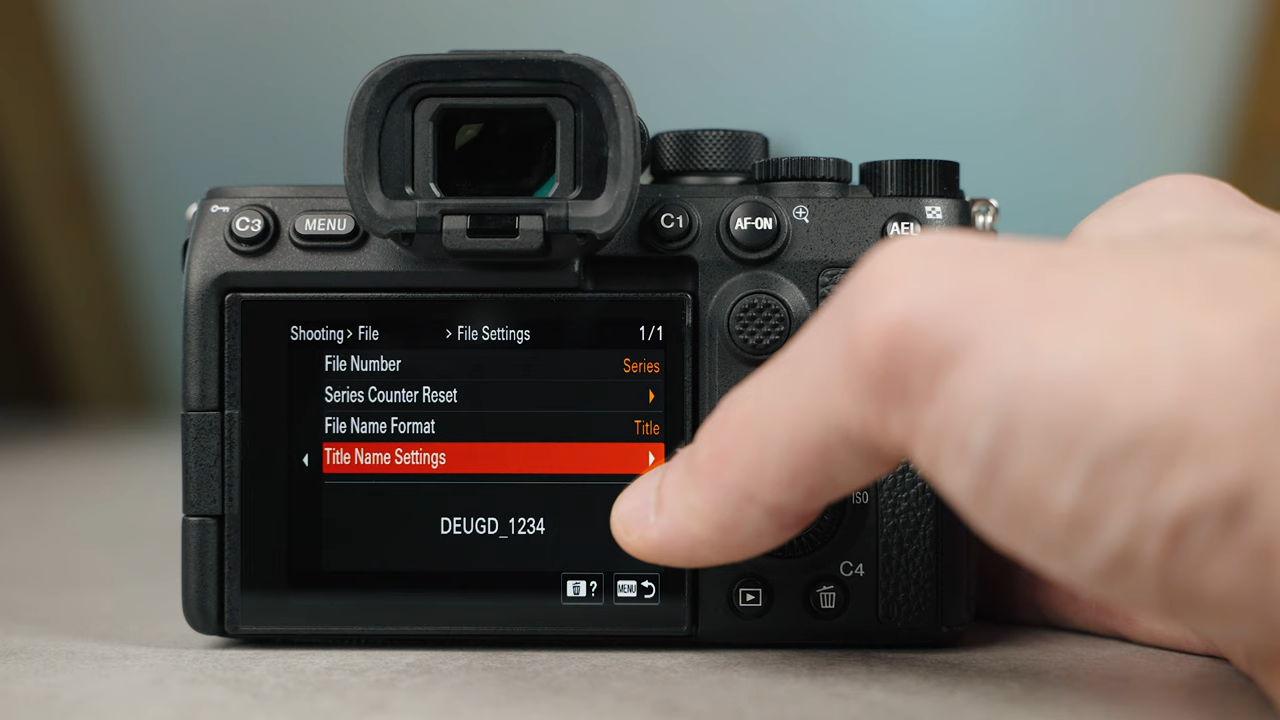 C3
MENU
C1
AF-ON
AEL
Shooting > File > File Settings 1/1
File Number Series
Series Counter Reset
File Name Format Title
Title Name Settings
DEUGD_1234
?
MENU
ISO
C4